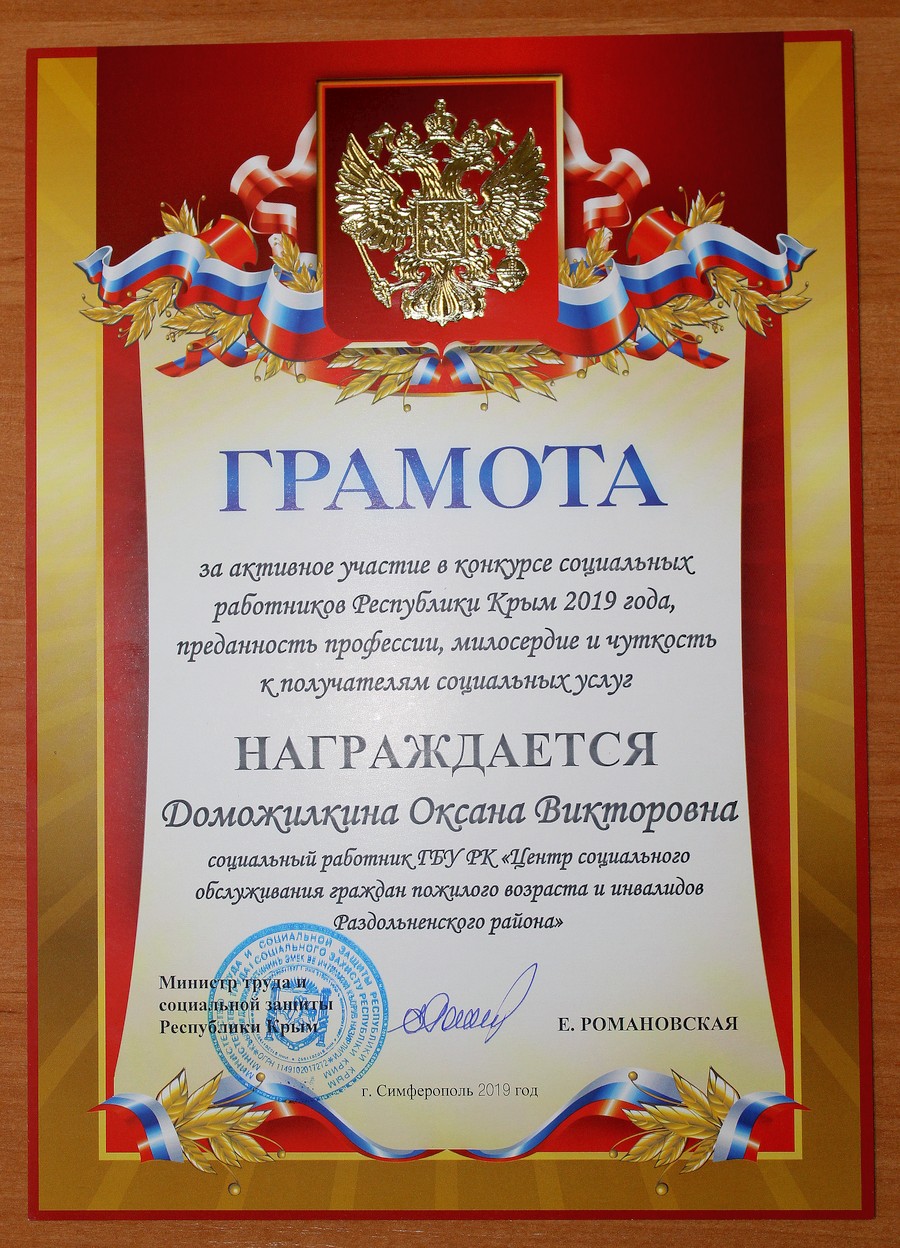 ГРАМОТА
за активное участие в конкурсе социальных
работников Республики Крым 2019 года,
преданность профессии, милосердие и чуткость
к получателям социальных услуг
НАГРАЖДАЕТСЯ
Доможилкина Оксана Викторовна
социальный работник ГБУ РК «Центр социального
обслуживания граждан пожилого возраста и инвалидов
Раздольненского района»
Министр труда и
социальной защиты
Республики Крым
Е. РОМАНОВСКАЯ
г. Симферополь 2019 год